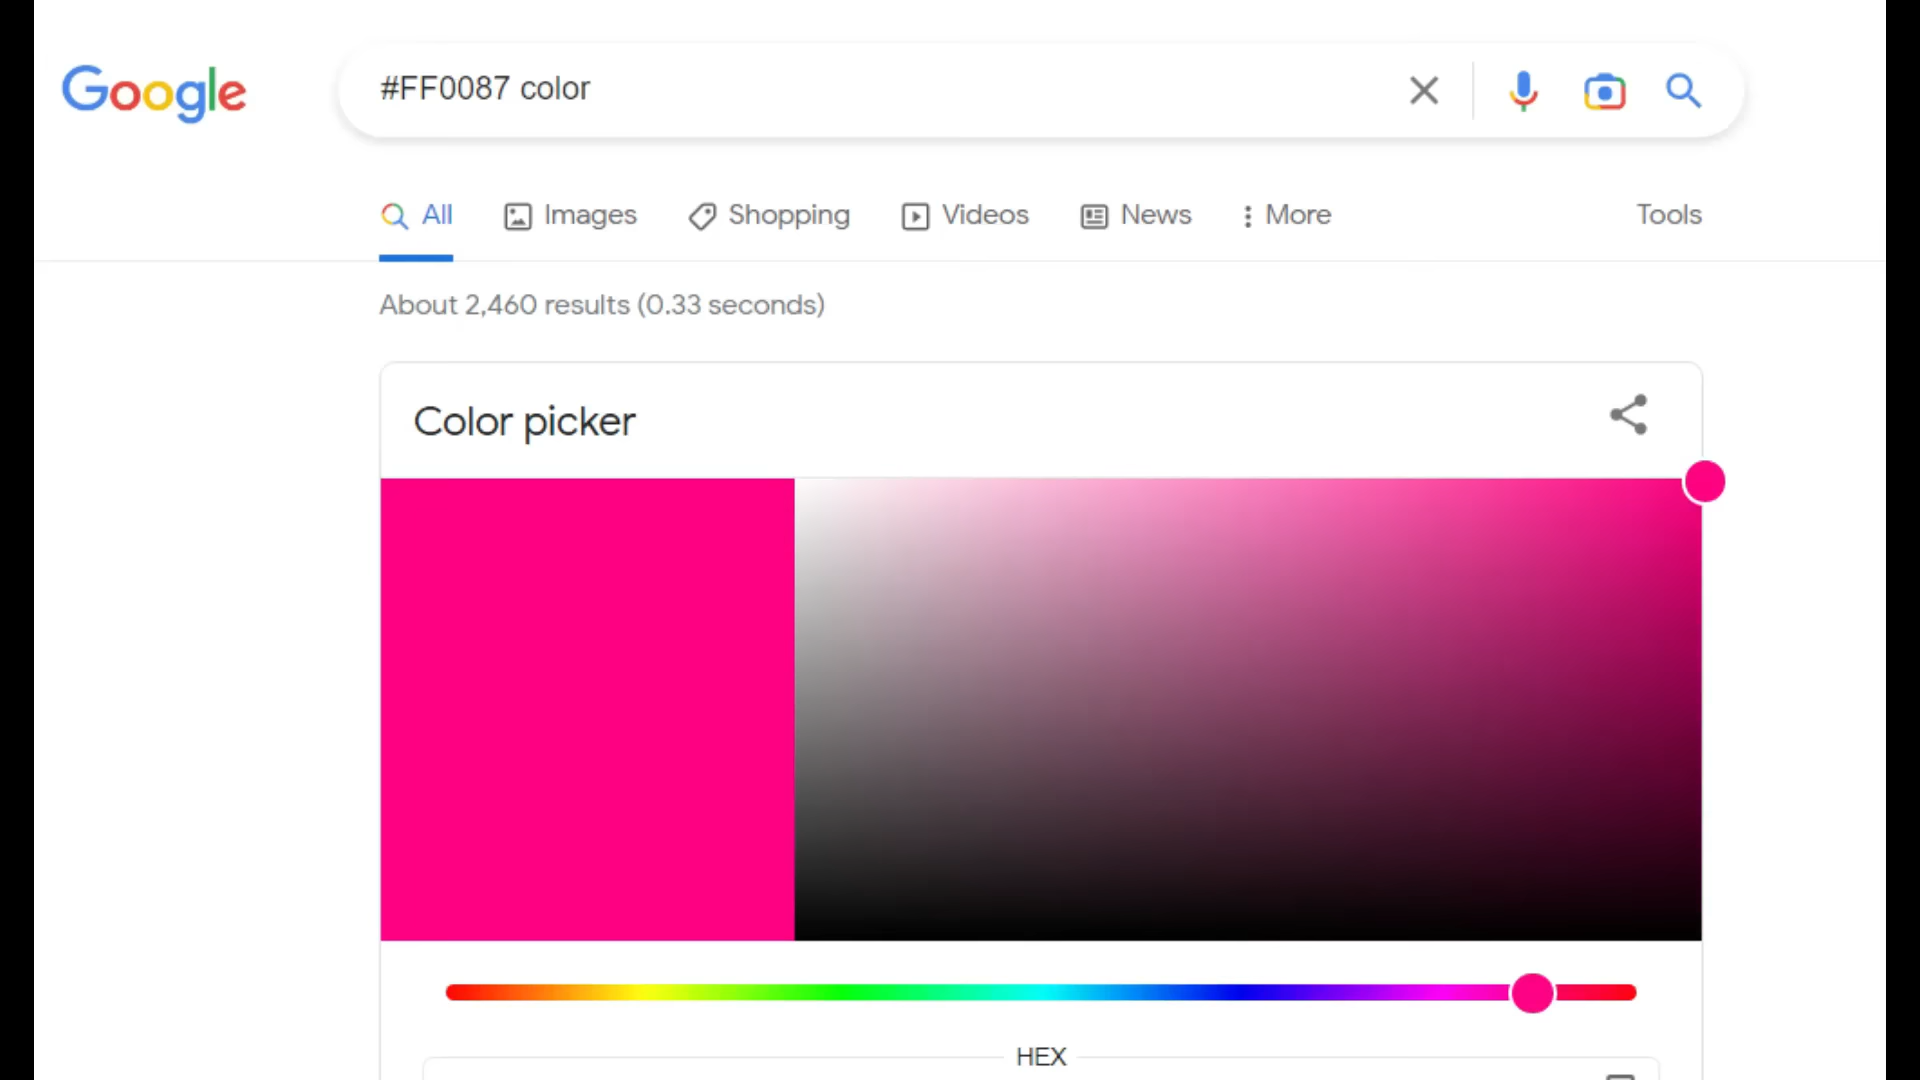 Google
#FF0087 color
All Images Shopping Videos News More Tools
About 2,460 results (0.33 seconds)
Color picker
HEX